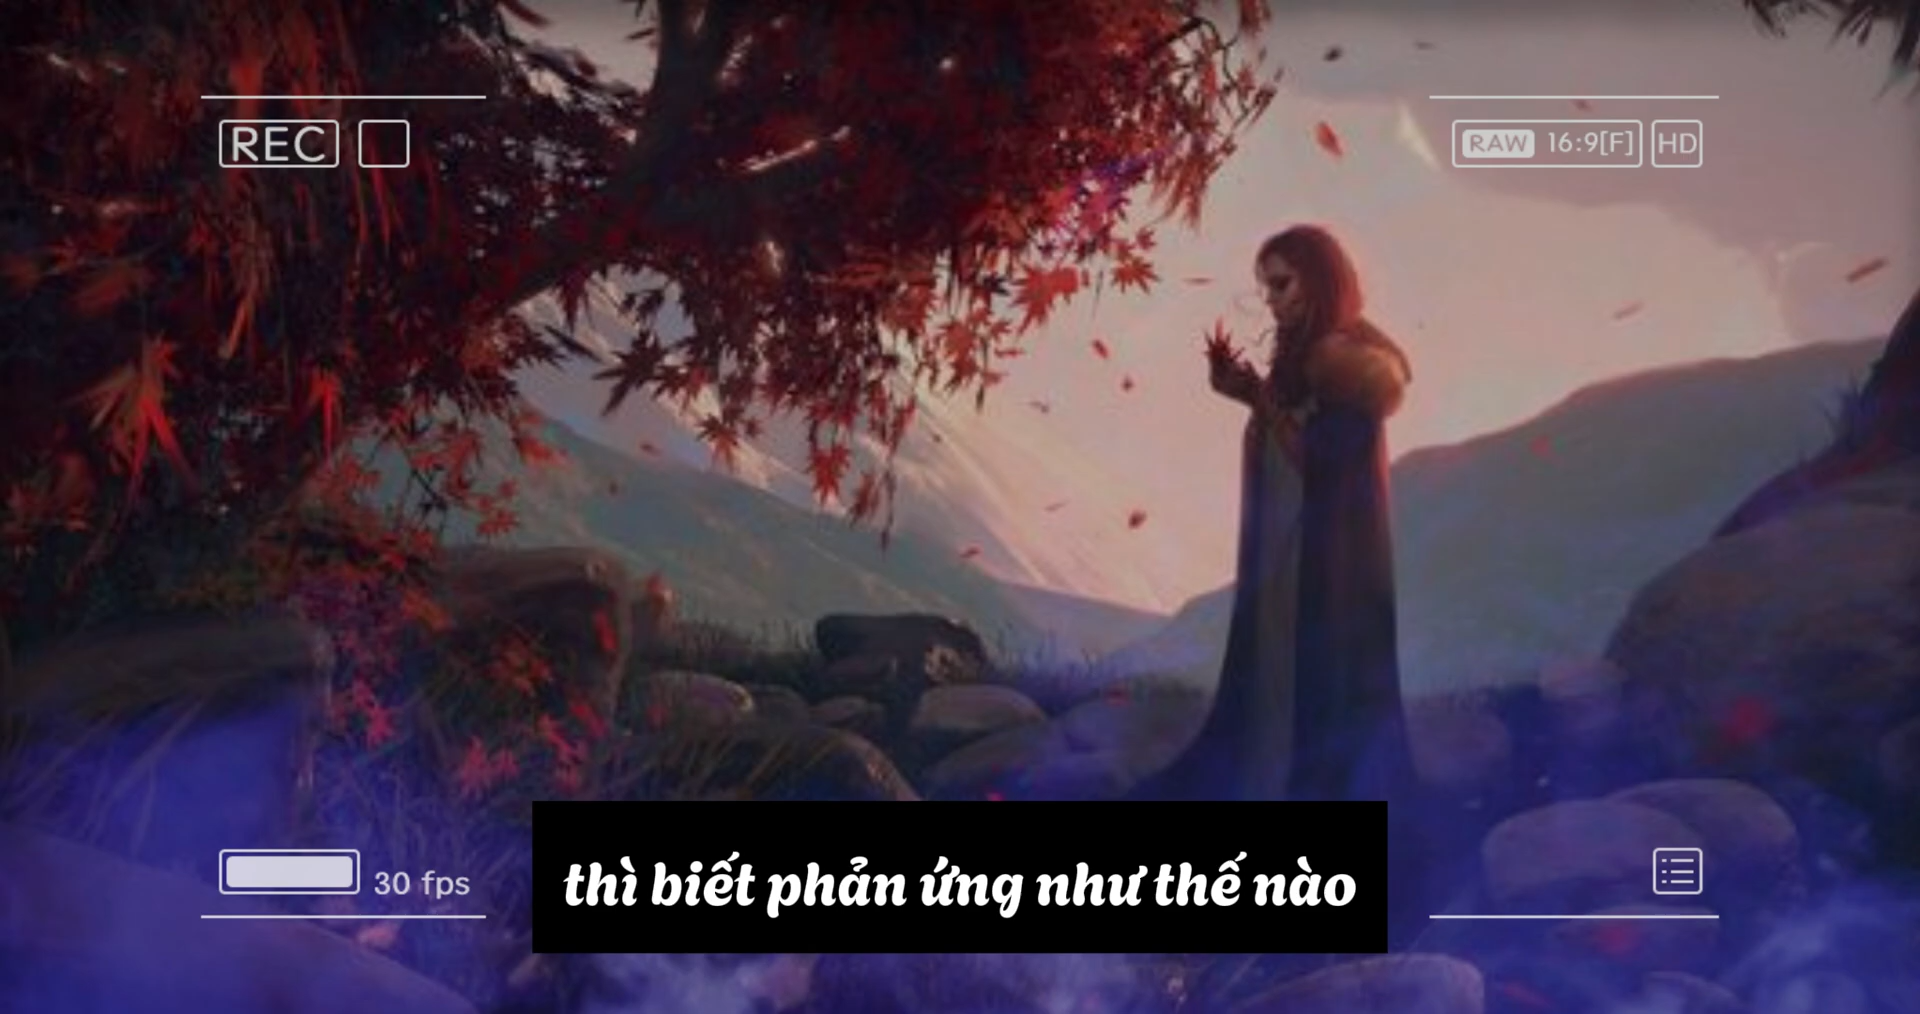 REC
RAW 16:9[F] HD
30 fps
thì biết phản ứng như thế nào